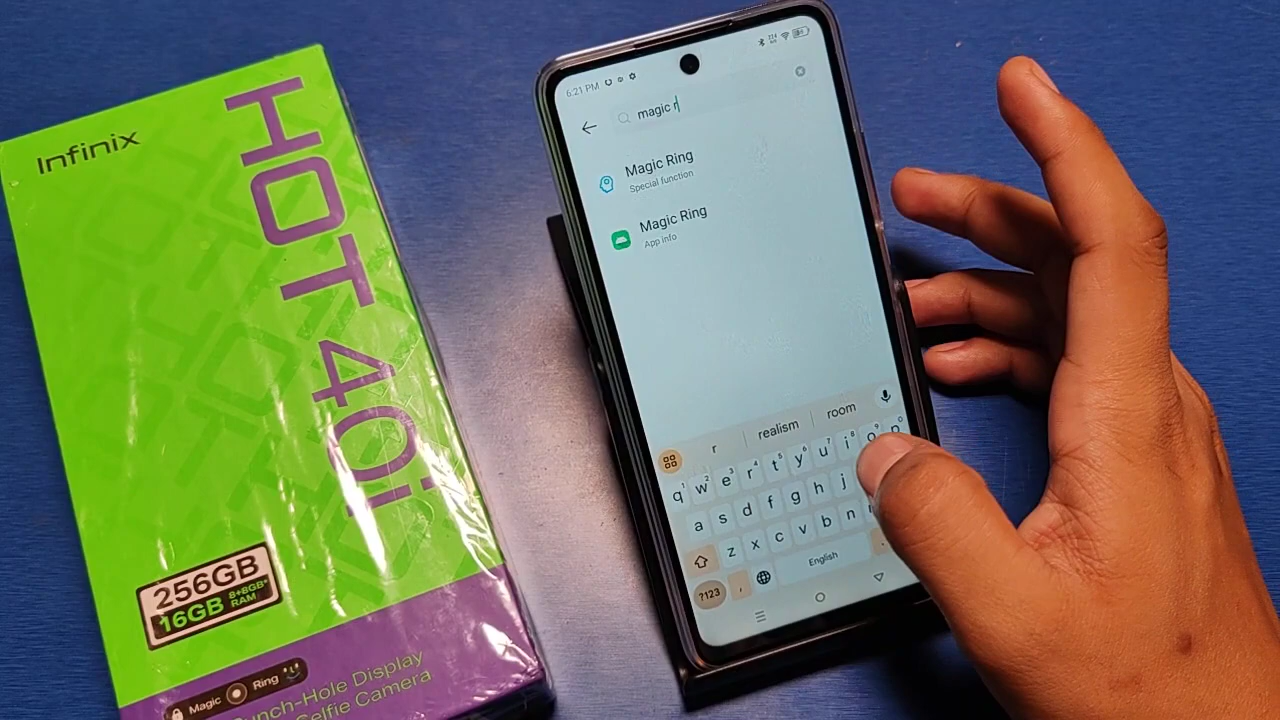 Infinix
HOT 40i
256GB
16GB 8+8GB*
RAM
Magic Ring
Punch-Hole Display
Selfie Camera
6:21 PM
magic r
Magic Ring
Special function
Magic Ring
App info
r realism room
q w e r t y u i o p
a s d f g h j
z x c v b n
?123 , English .